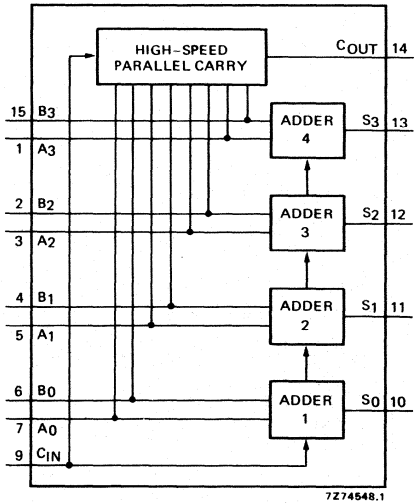 HIGH-SPEED
PARALLEL CARRY
COUT 14
15 B3
ADDER
4
S3 13
1 A3
2 B2
ADDER
3
S2 12
3 A2
4 B1
ADDER
2
S1 11
5 A1
6 B0
ADDER
1
S0 10
7 A0
9 CIN
7Z74548.1